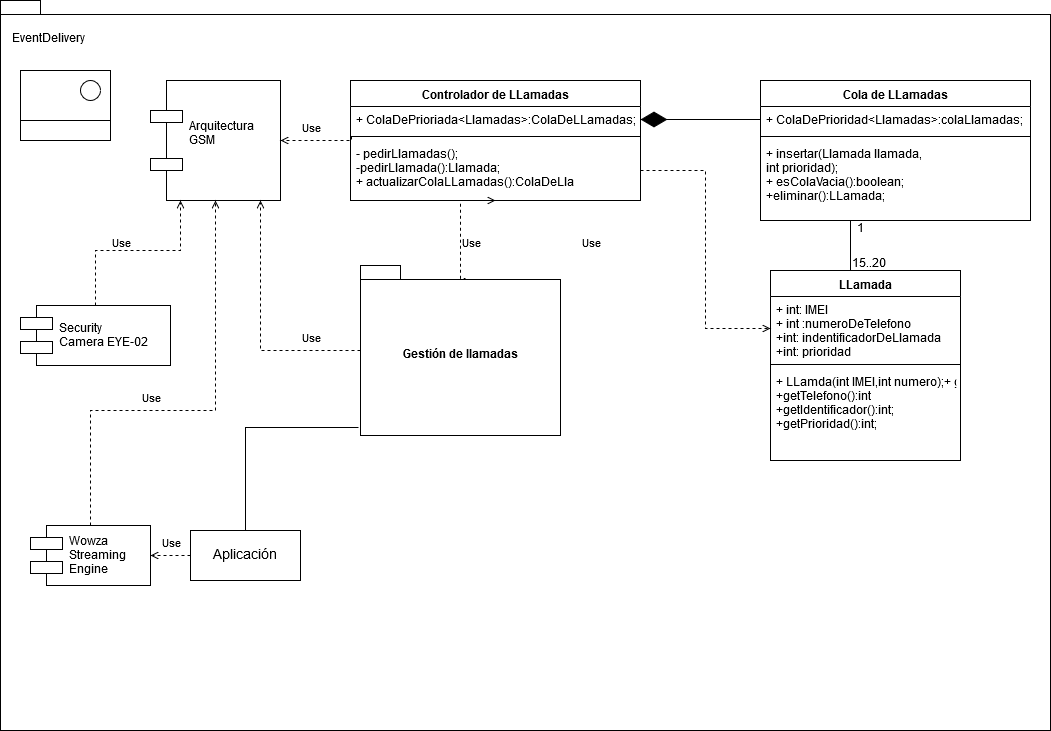 EventDelivery
Arquitectura
GSM
Use
Controlador de LLamadas
+ ColaDePrioriada<Llamadas>:ColaDeLLamadas;
- pedirLlamadas();
-pedirLlamada():Llamada;
+ actualizarColaLLamadas():ColaDeLla
Cola de LLamadas
+ ColaDePrioridad<Llamadas>:colaLlamadas;
+ insertar(Llamada llamada,
int prioridad);
+ esColaVacia():boolean;
+eliminar():LLamada;
1
15..20
Use
Use
Use
LLamada
+ int: IMEI
+ int :numeroDeTelefono
+int: indentificadorDeLlamada
+int: prioridad
+ LLamda(int IMEI,int numero);+
+getTelefono():int
+getIdentificador():int;
+getPrioridad():int;
Security
Camera EYE-02
Use
Gestión de llamadas
Use
Wowza
Streaming
Engine
Use
Aplicación